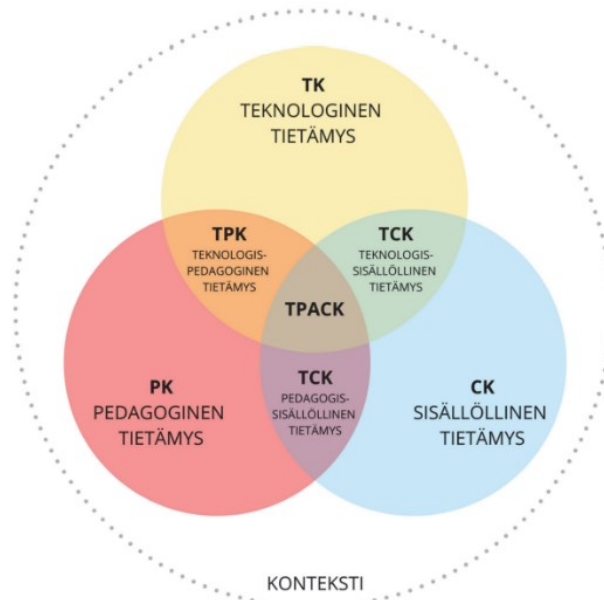 TK
TEKNOLOGINEN
TIETÄMYS
TPK
TEKNOLOGIS-
PEDAGOGINEN
TIETÄMYS
TCK
TEKNOLOGIS-
SISÄLLÖLLINEN
TIETÄMYS
TPACK
PK
PEDAGOGINEN
TIETÄMYS
TCK
PEDAGOGIS-
SISÄLLÖLLINEN
TIETÄMYS
CK
SISÄLLÖLLINEN
TIETÄMYS
KONTEKSTI